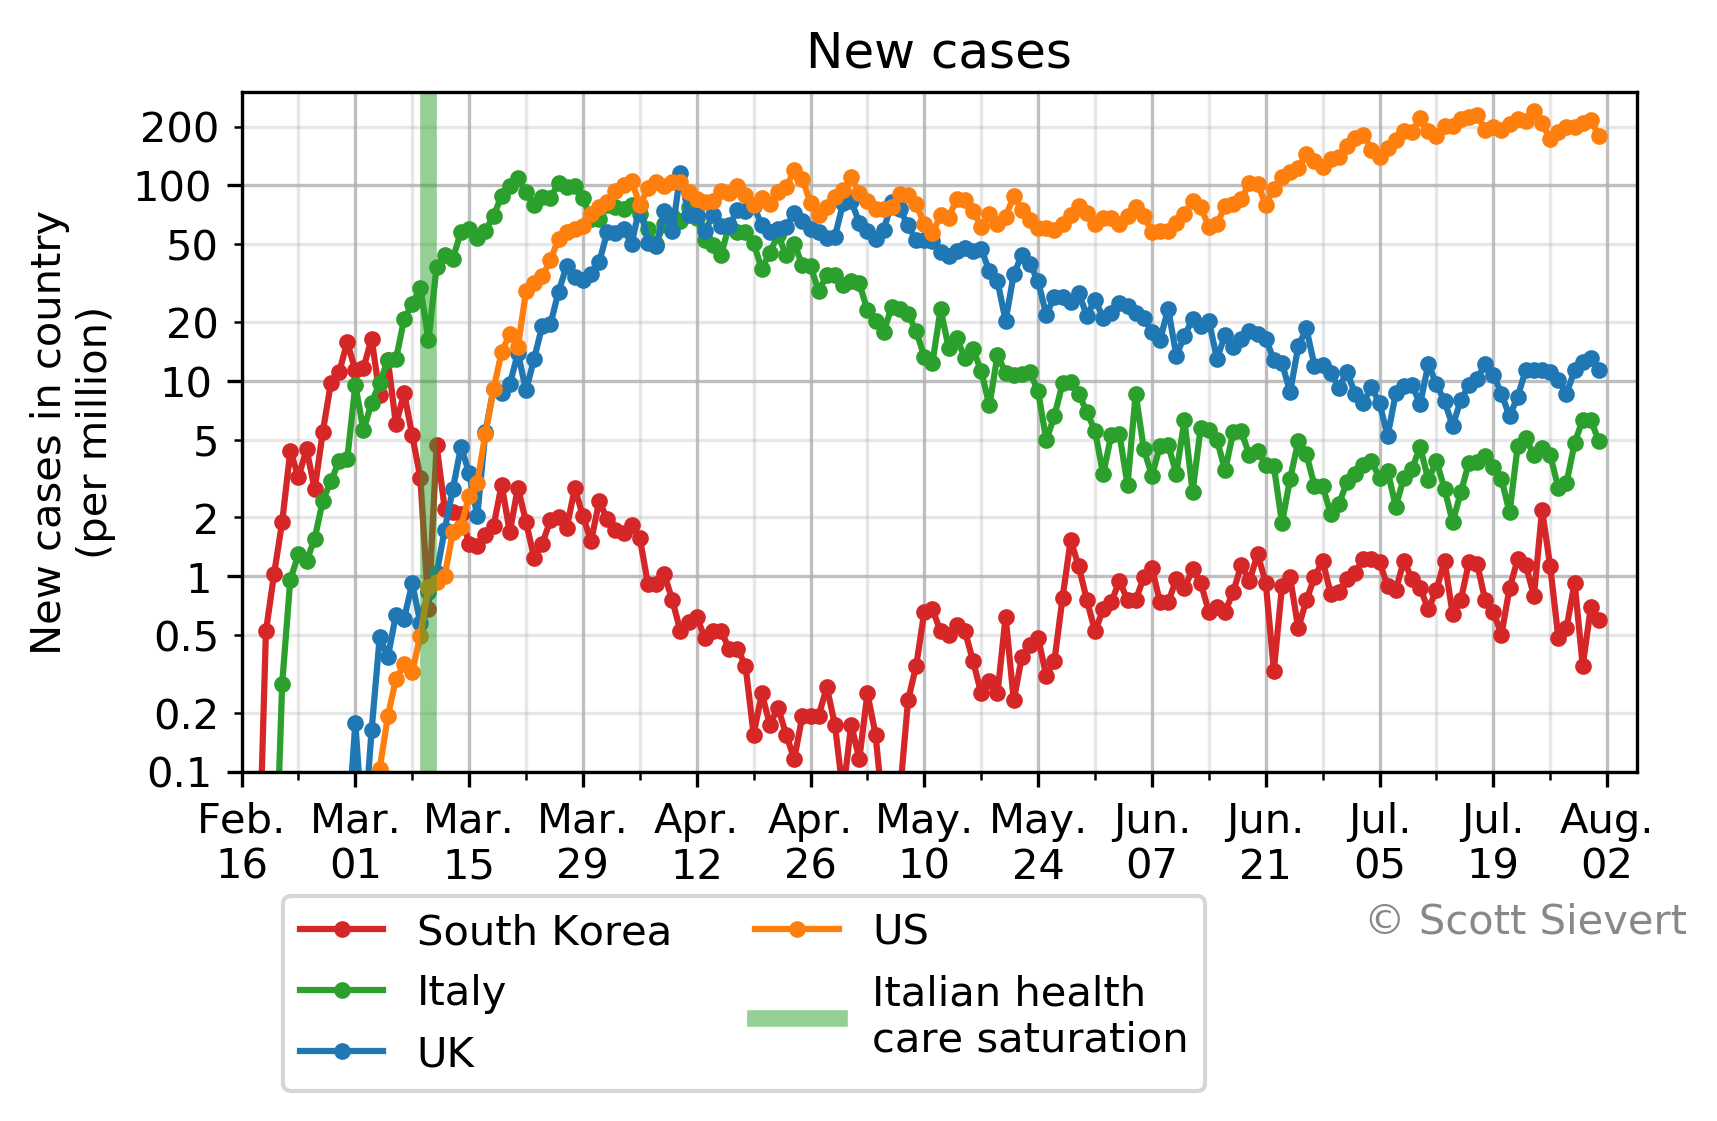 New cases
New cases in country
(per million)
200
100
50
20
10
5
2
1
0.5
0.2
0.1
Feb. Mar. Mar. Mar. Apr. Apr. May. May. Jun. Jun. Jul. Jul. Aug.
16 01 15 29 12 26 10 24 07 21 05 19 02
South Korea
Italy
UK
US
Italian health
care saturation
© Scott Sievert